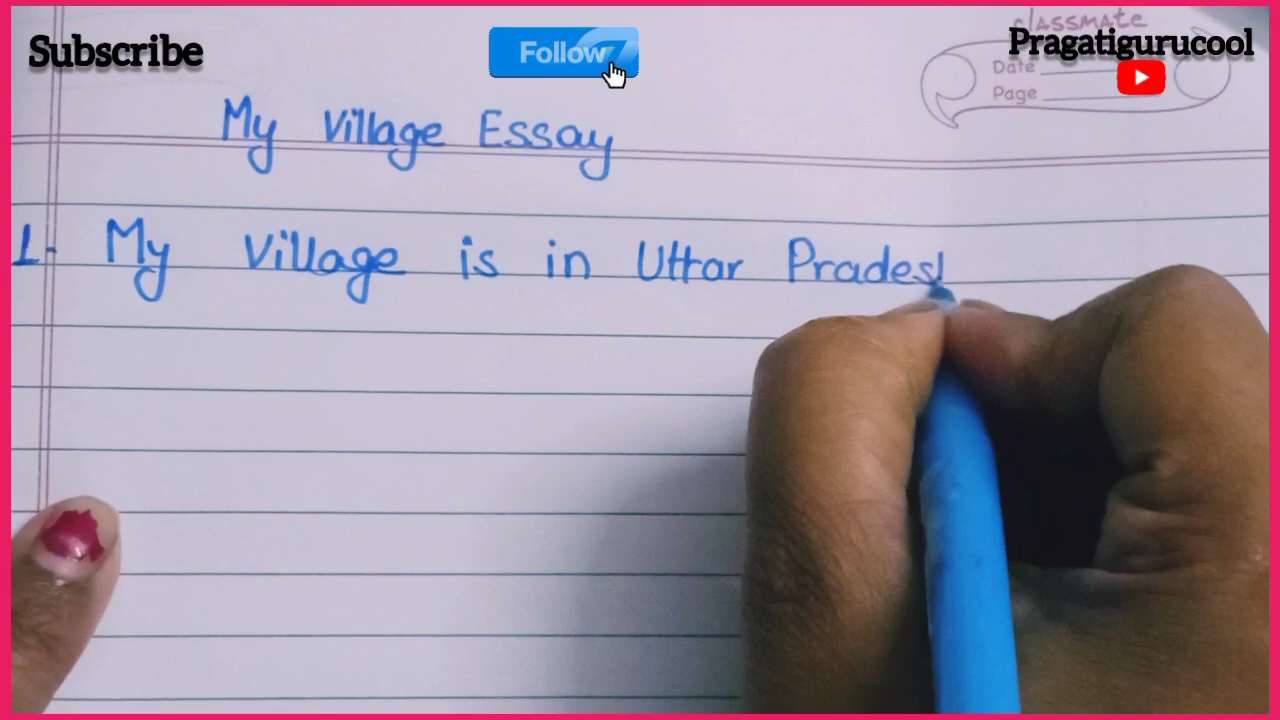 Subscribe
Follow
classmate
Pragatigurucool
Date
Page
My Village Essay
1. My Village is in Uttar Prades